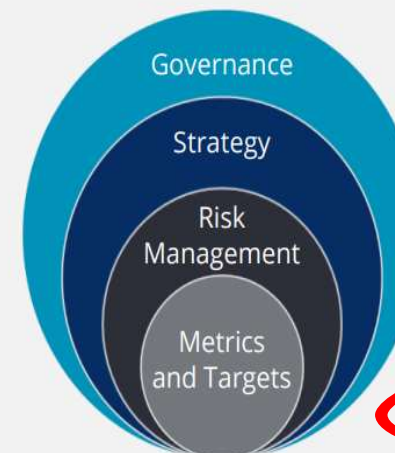 Governance
Strategy
Risk
Management
Metrics
and Targets